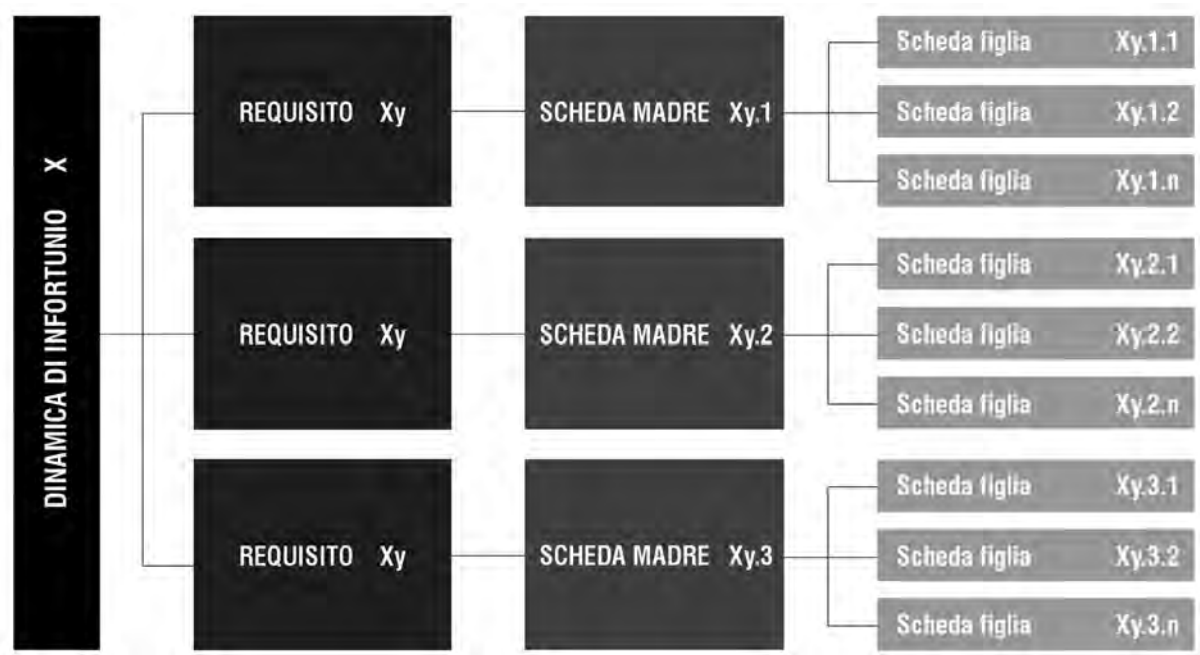 DINAMICA DI INFORTUNIO X
REQUISITO Xy
SCHEDA MADRE Xy.1
Scheda figlia Xy.1.1
Scheda figlia Xy.1.2
Scheda figlia Xy.1.n
REQUISITO Xy
SCHEDA MADRE Xy.2
Scheda figlia Xy.2.1
Scheda figlia Xy.2.2
Scheda figlia Xy.2.n
REQUISITO Xy
SCHEDA MADRE Xy.3
Scheda figlia Xy.3.1
Scheda figlia Xy.3.2
Scheda figlia Xy.3.n